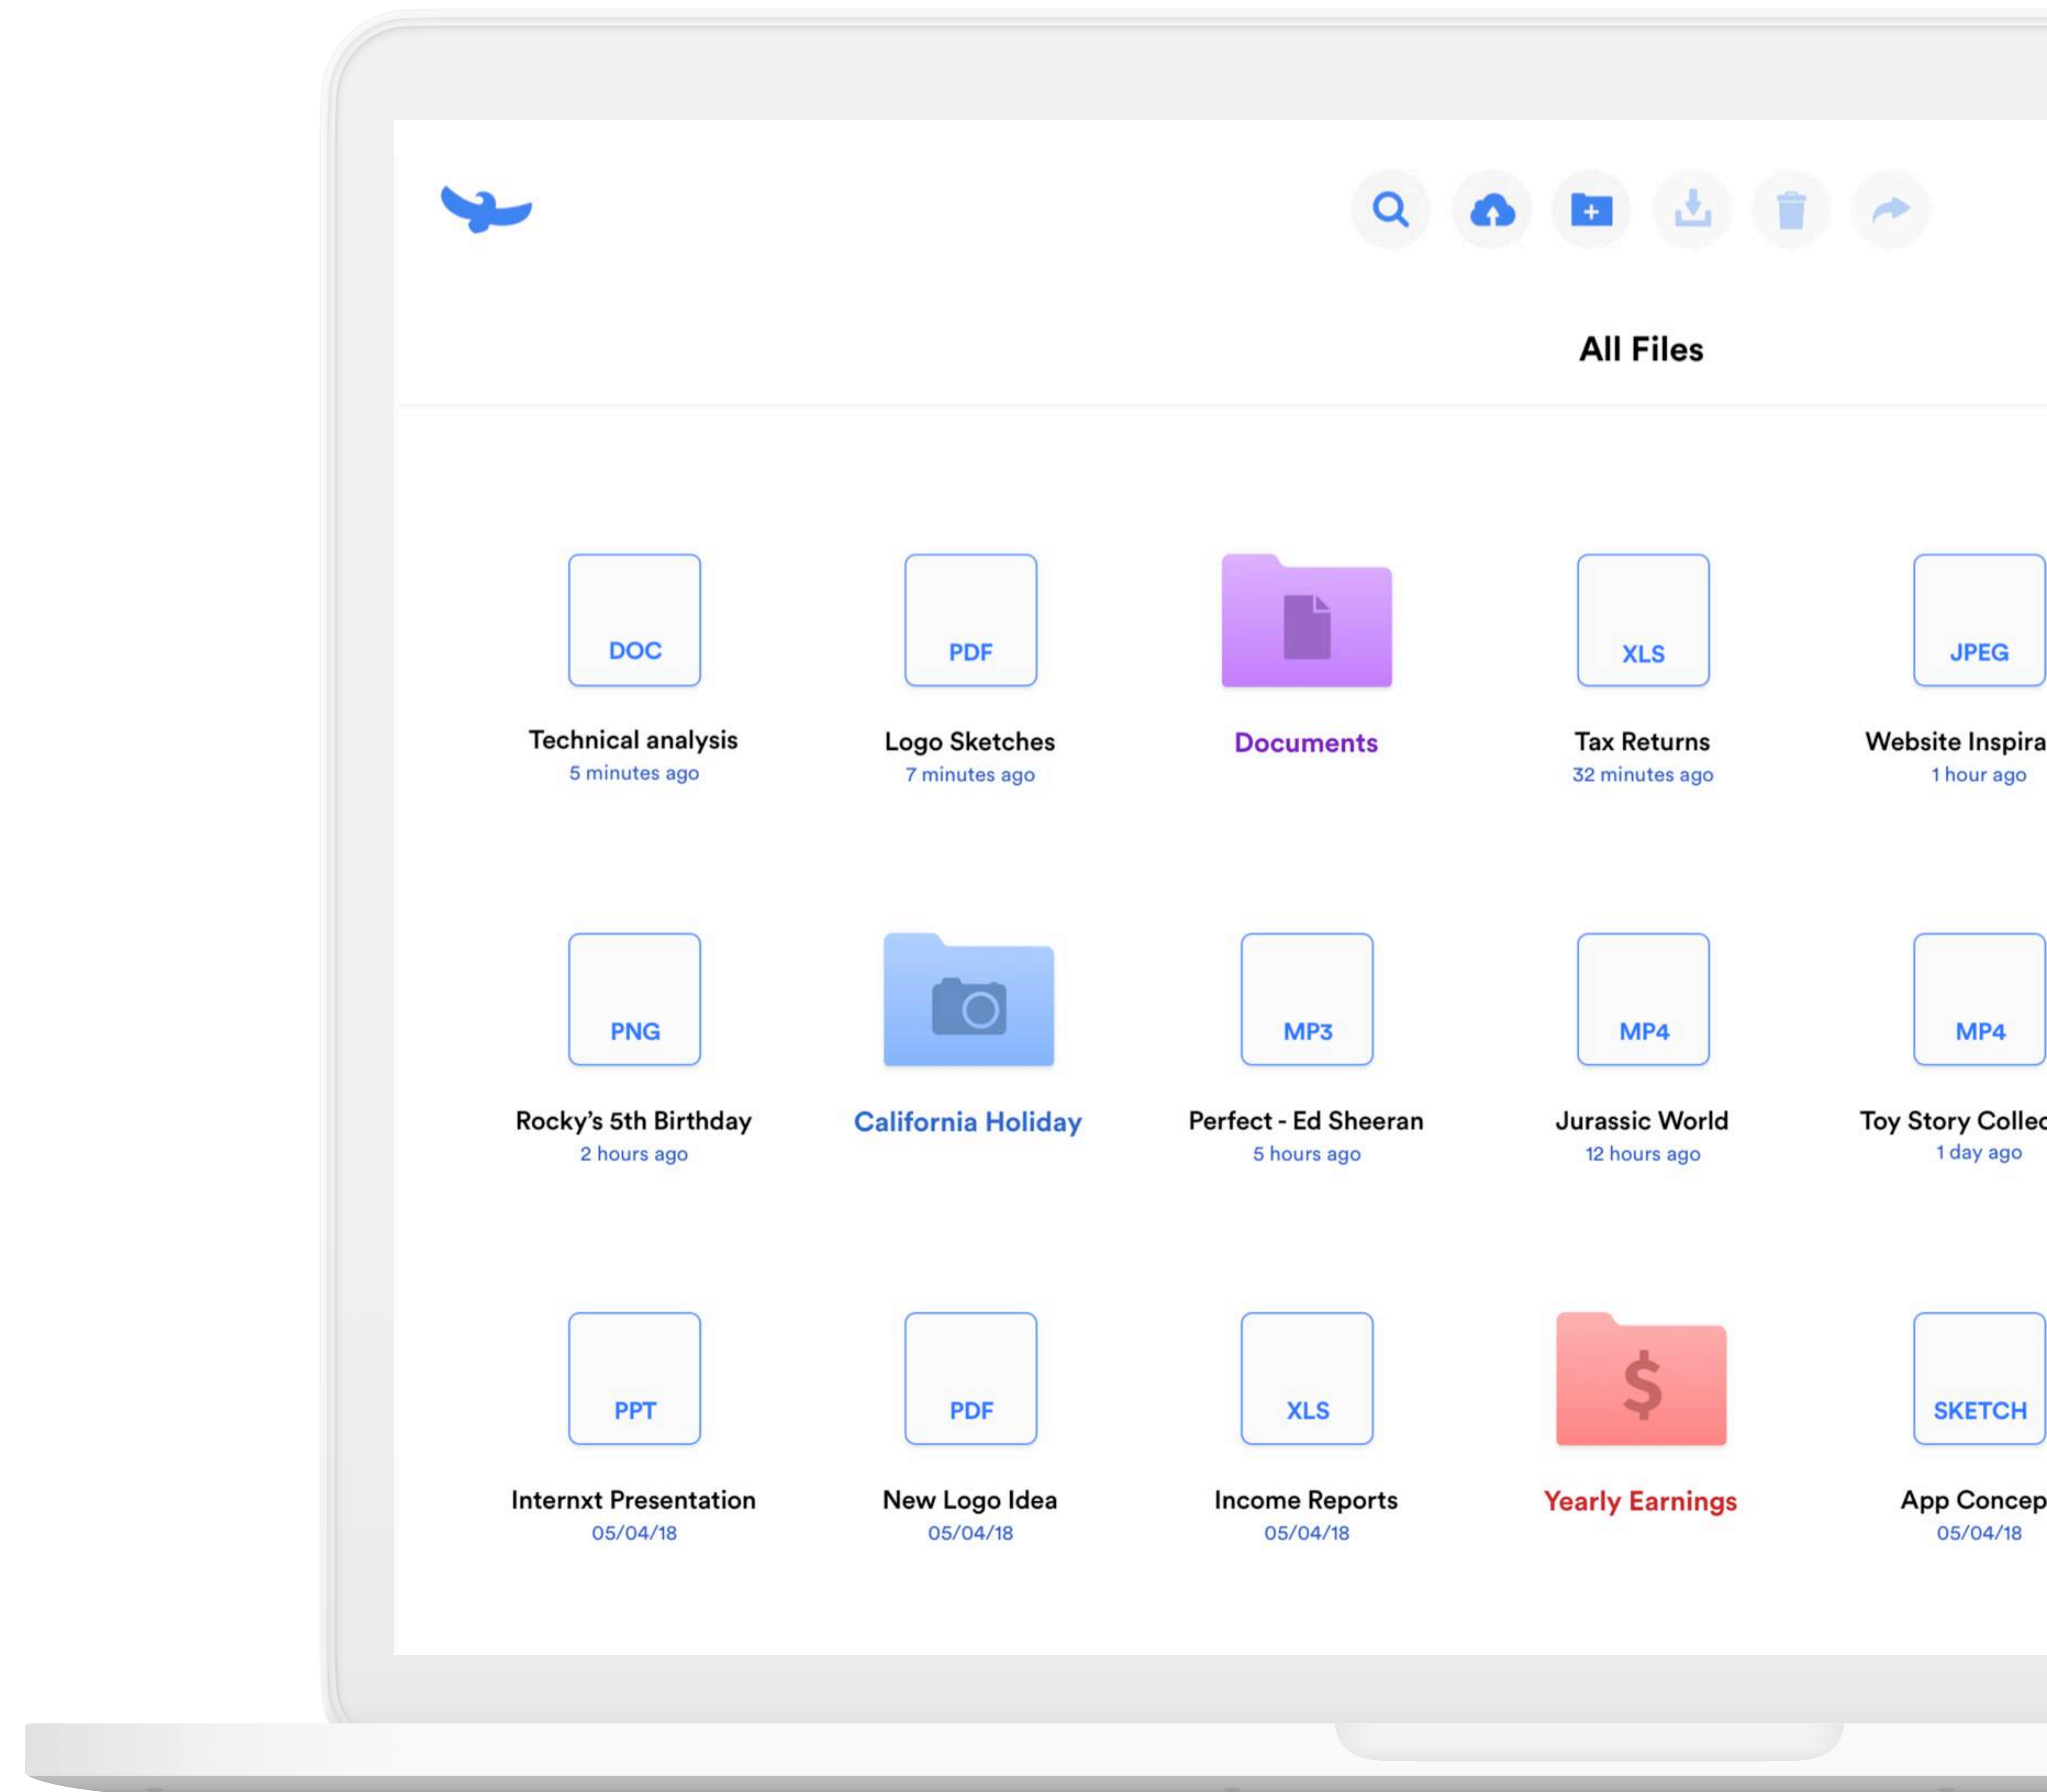 All Files
DOC
PDF
XLS
JPEG
Technical analysis
Logo Sketches
Documents
Tax Returns
Website Inspira
5 minutes ago
7 minutes ago
32 minutes ago
1 hour ago
PNG
MP3
MP4
MP4
Rocky's 5th Birthday
California Holiday
Perfect - Ed Sheeran
Jurassic World
Toy Story Collec
2 hours ago
5 hours ago
12 hours ago
1 day ago
$
PPT
PDF
XLS
SKETCH
Internxt Presentation
New Logo Idea
Income Reports
Yearly Earnings
App Concep
05/04/18
05/04/18
05/04/18
05/04/18